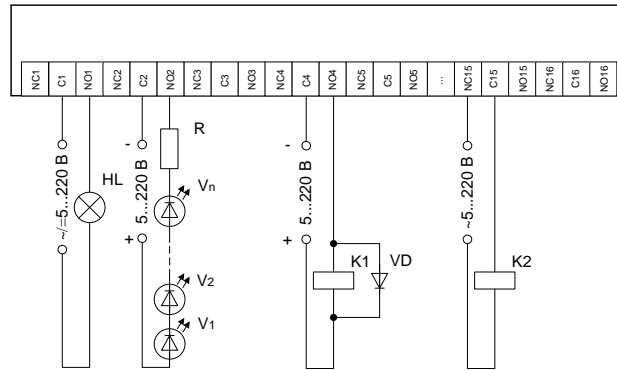 NC1 C1 NO1 NC2 C2 NO2 NC3 C3 NO3 NC4 C4 NO4 NC5 C5 NO5 ... NC15 C15 NO15 NC16 C16 NO16
~/=5...220 В
HL
-
5...220 В
+
R
Vn
V2
V1
-
5...220 В
+
K1
VD
~5...220 В
K2